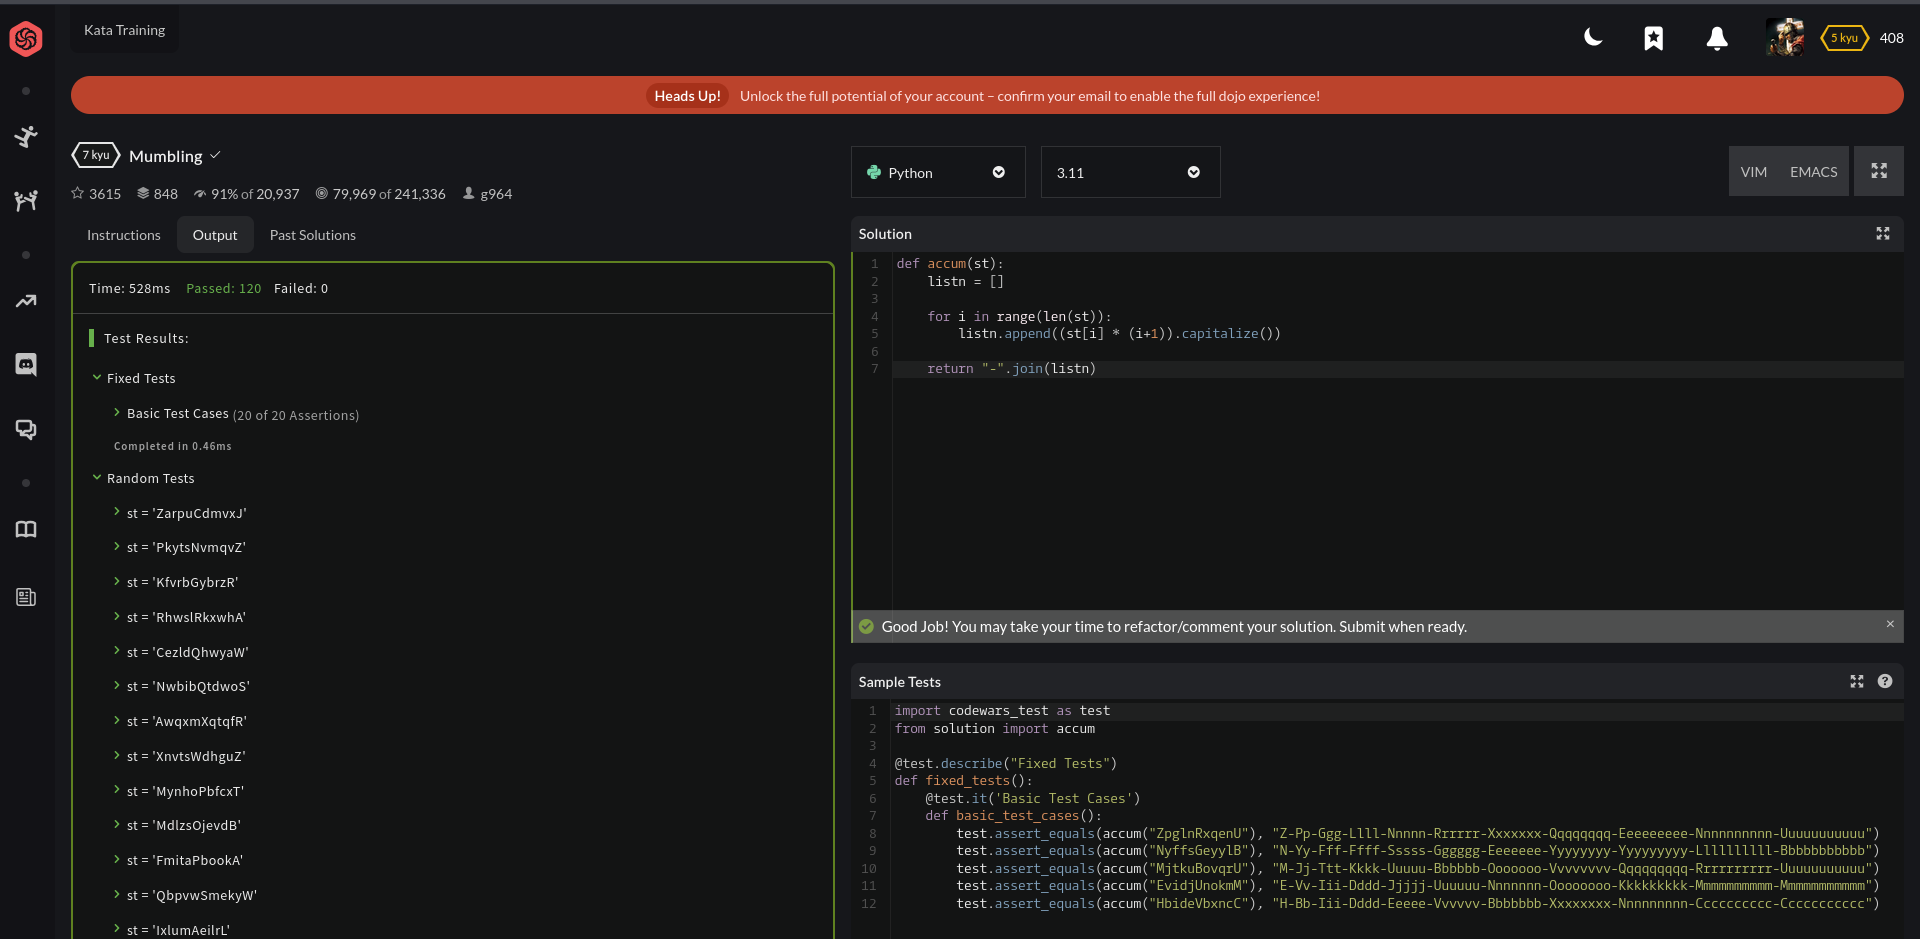 Kata Training
5 kyu 408
Heads Up! Unlock the full potential of your account – confirm your email to enable the full dojo experience!
7 kyu Mumbling
3615 848 91% of 20,937 79,969 of 241,336 g964
Instructions Output Past Solutions
Time: 528ms Passed: 120 Failed: 0
Test Results:
Fixed Tests
Basic Test Cases (20 of 20 Assertions)
Completed in 0.46ms
Random Tests
st = 'ZarpuCdmvxJ'
st = 'PkytsNvmqvZ'
st = 'KfvrbGybrzR'
st = 'RhwslRkxwhA'
st = 'CezldQhwyaW'
st = 'NwbibQtdwoS'
st = 'AwqxmXqtqfR'
st = 'XnvtsWdhguZ'
st = 'MynhoPbfcxT'
st = 'MdlzsOjevdB'
st = 'FmitaPbookA'
st = 'QbpvwSmekyW'
st = 'IxlumAeilrL'
Python 3.11 VIM EMACS
Solution
1 def accum(st):
2 listn = []
3
4 for i in range(len(st)):
5 listn.append((st[i] * (i+1)).capitalize())
6
7 return "-".join(listn)
Good Job! You may take your time to refactor/comment your solution. Submit when ready.
Sample Tests
1 import codewars_test as test
2 from solution import accum
3
4 @test.describe("Fixed Tests")
5 def fixed_tests():
6 @test.it('Basic Test Cases')
7 def basic_test_cases():
8 test.assert_equals(accum("ZpglnRxqenU"), "Z-Pp-Ggg-Llll-Nnnnn-Rrrrrr-Xxxxxxx-Qqqqqqqq-Eeeeeeeee-Nnnnnnnnnn-Uuuuuuuuuuu")
9 test.assert_equals(accum("NyffsGeyylB"), "N-Yy-Fff-Ffff-Sssss-Gggggg-Eeeeeee-Yyyyyyyy-Yyyyyyyyy-Llllllllll-Bbbbbbbbbbb")
10 test.assert_equals(accum("MjtkuBovqrU"), "M-Jj-Ttt-Kkkk-Uuuuu-Bbbbbb-Ooooooo-Vvvvvvvv-Qqqqqqqqq-Rrrrrrrrrr-Uuuuuuuuuuu")
11 test.assert_equals(accum("EvidjUnokmM"), "E-Vv-Iii-Dddd-Jjjjj-Uuuuuu-Nnnnnnn-Oooooooo-Kkkkkkkkk-Mmmmmmmmmm-Mmmmmmmmmmm")
12 test.assert_equals(accum("HbideVbxncC"), "H-Bb-Iii-Dddd-Eeeee-Vvvvvv-Bbbbbbb-Xxxxxxxx-Nnnnnnnnn-Cccccccccc-Ccccccccccc")